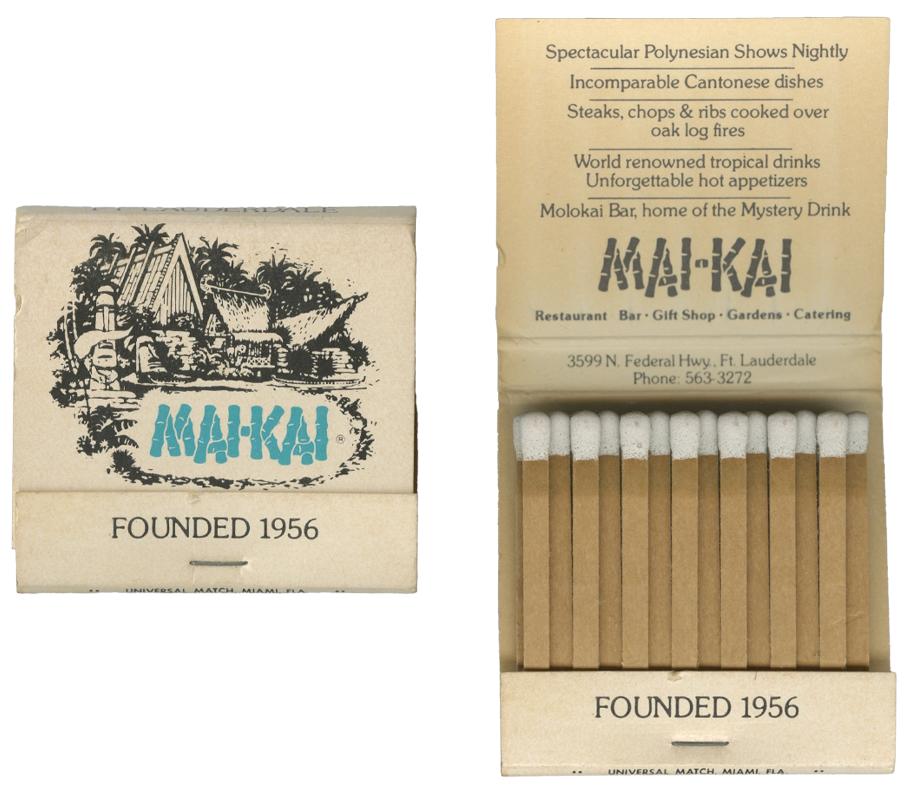 FT. LAUDERDALE
MAI-KAI ®
FOUNDED 1956
UNIVERSAL MATCH, MIAMI, FLA.
Spectacular Polynesian Shows Nightly
Incomparable Cantonese dishes
Steaks, chops & ribs cooked over
oak log fires
World renowned tropical drinks
Unforgettable hot appetizers
Molokai Bar, home of the Mystery Drink
MAI-KAI
Restaurant Bar · Gift Shop · Gardens · Catering
3599 N. Federal Hwy., Ft. Lauderdale
Phone: 563-3272
FOUNDED 1956
UNIVERSAL MATCH, MIAMI, FLA.